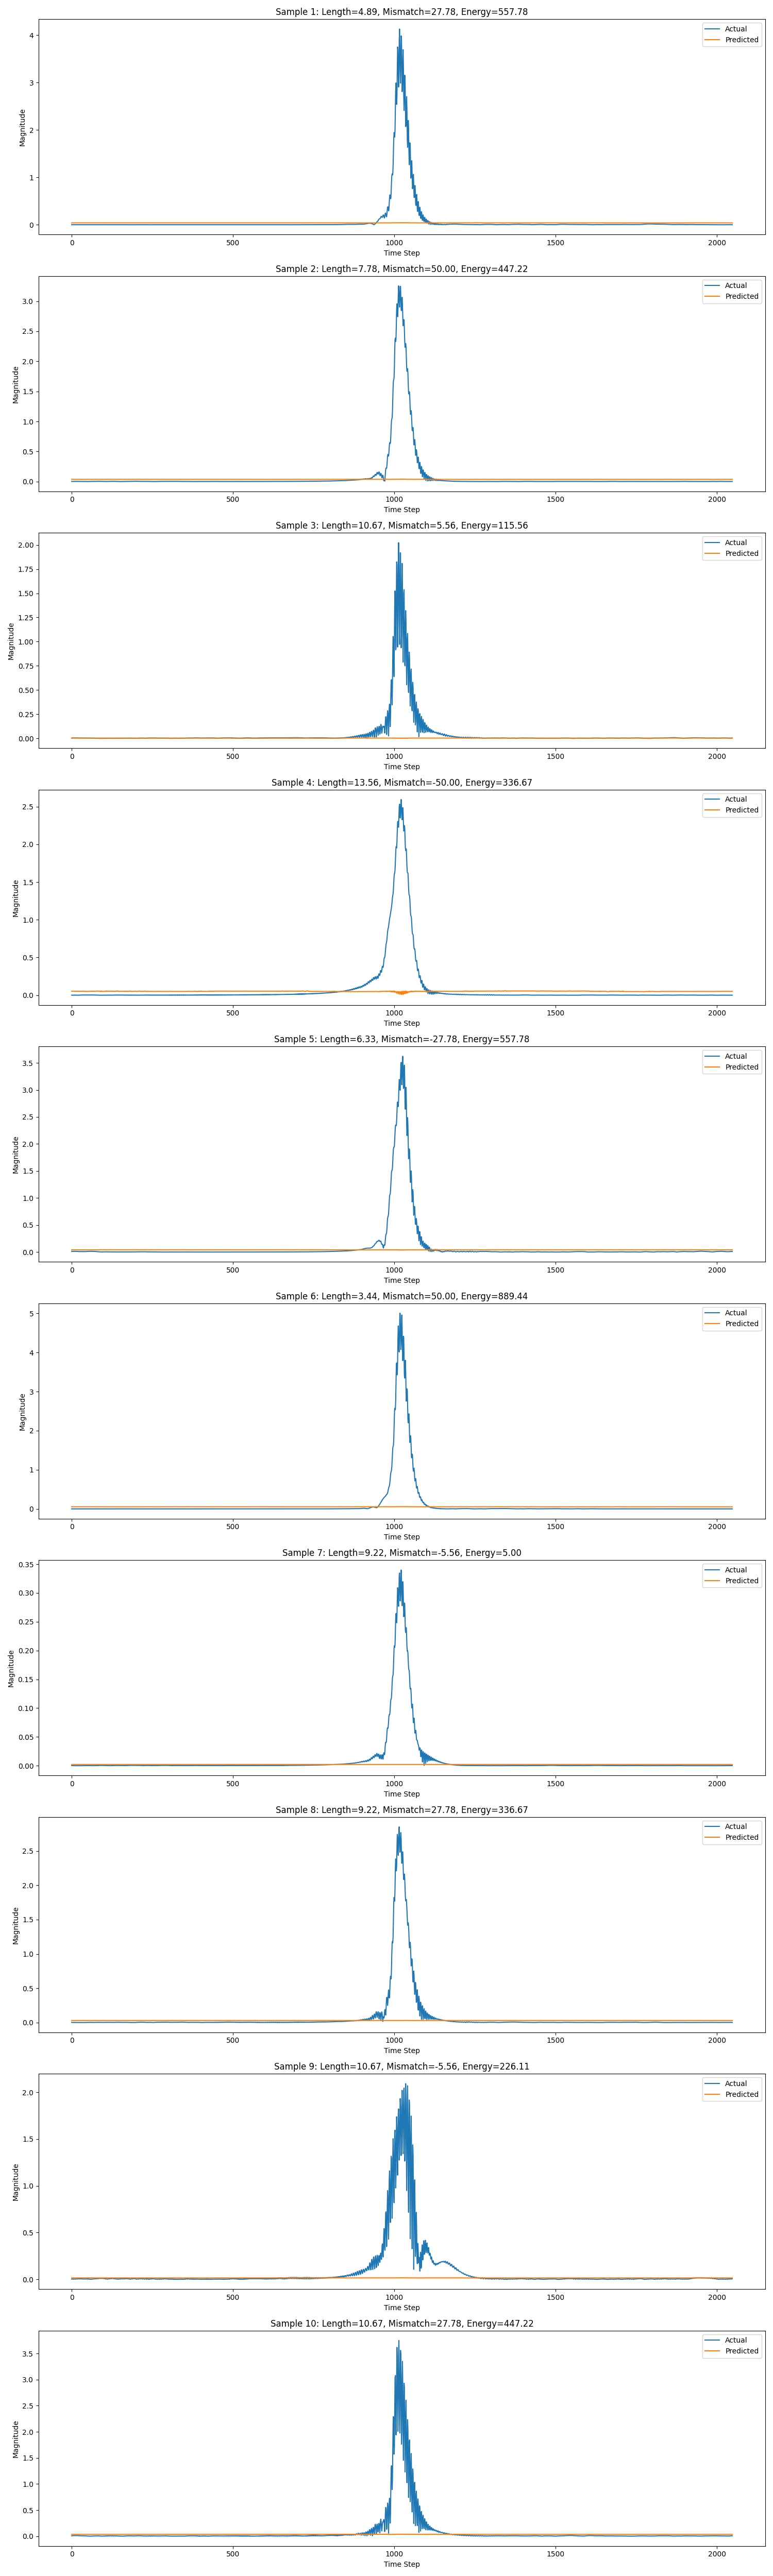 Sample 1: Length=4.89, Mismatch=27.78, Energy=557.78
Actual
Predicted
Magnitude
4
3
2
1
0
0 500 1000 1500 2000
Time Step
Sample 2: Length=7.78, Mismatch=50.00, Energy=447.22
Actual
Predicted
Magnitude
3.0
2.5
2.0
1.5
1.0
0.5
0.0
0 500 1000 1500 2000
Time Step
Sample 3: Length=10.67, Mismatch=5.56, Energy=115.56
Actual
Predicted
Magnitude
2.00
1.75
1.50
1.25
1.00
0.75
0.50
0.25
0.00
0 500 1000 1500 2000
Time Step
Sample 4: Length=13.56, Mismatch=-50.00, Energy=336.67
Actual
Predicted
Magnitude
2.5
2.0
1.5
1.0
0.5
0.0
0 500 1000 1500 2000
Time Step
Sample 5: Length=6.33, Mismatch=-27.78, Energy=557.78
Actual
Predicted
Magnitude
3.5
3.0
2.5
2.0
1.5
1.0
0.5
0.0
0 500 1000 1500 2000
Time Step
Sample 6: Length=3.44, Mismatch=50.00, Energy=889.44
Actual
Predicted
Magnitude
5
4
3
2
1
0
0 500 1000 1500 2000
Time Step
Sample 7: Length=9.22, Mismatch=-5.56, Energy=5.00
Actual
Predicted
Magnitude
0.35
0.30
0.25
0.20
0.15
0.10
0.05
0.00
0 500 1000 1500 2000
Time Step
Sample 8: Length=9.22, Mismatch=27.78, Energy=336.67
Actual
Predicted
Magnitude
2.5
2.0
1.5
1.0
0.5
0.0
0 500 1000 1500 2000
Time Step
Sample 9: Length=10.67, Mismatch=-5.56, Energy=226.11
Actual
Predicted
Magnitude
2.0
1.5
1.0
0.5
0.0
0 500 1000 1500 2000
Time Step
Sample 10: Length=10.67, Mismatch=27.78, Energy=447.22
Actual
Predicted
Magnitude
3.5
3.0
2.5
2.0
1.5
1.0
0.5
0.0
0 500 1000 1500 2000
Time Step